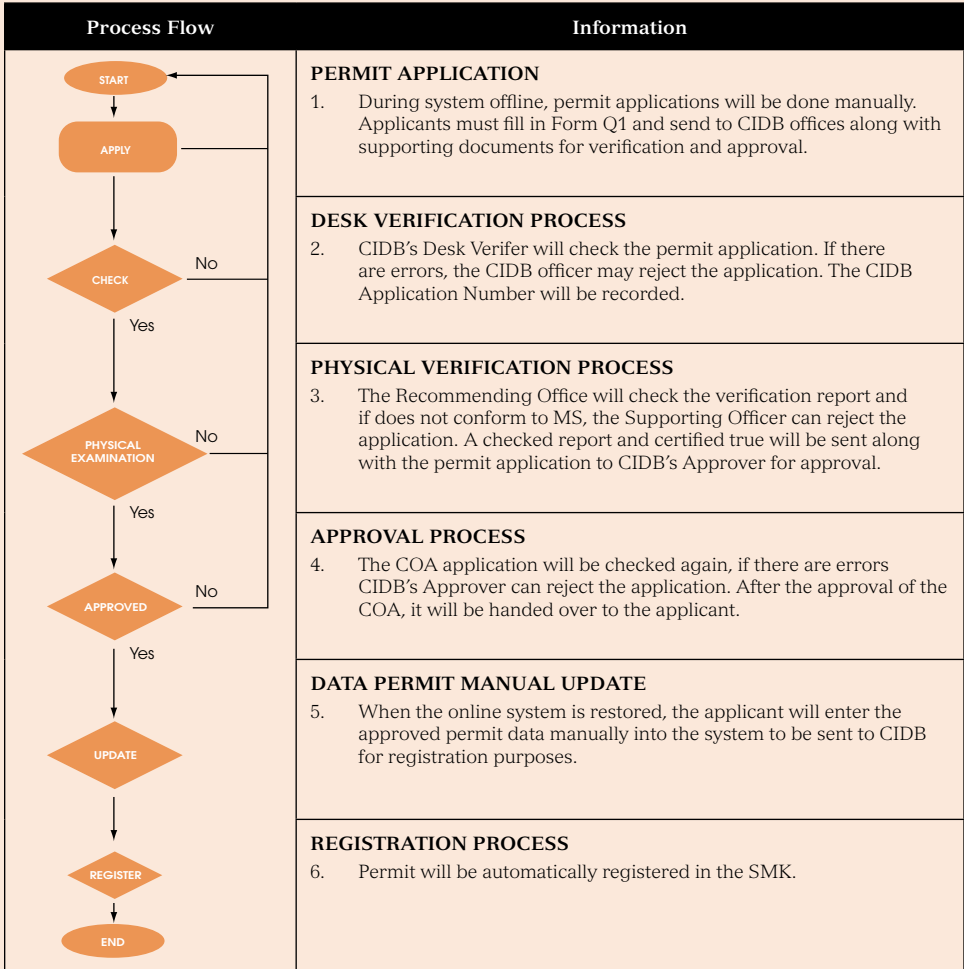 Process Flow
Information
START
APPLY
CHECK
No
Yes
PHYSICAL
EXAMINATION
No
Yes
APPROVED
No
Yes
UPDATE
REGISTER
END
PERMIT APPLICATION
1. During system offline, permit applications will be done manually.
Applicants must fill in Form Q1 and send to CIDB offices along with
supporting documents for verification and approval.
DESK VERIFICATION PROCESS
2. CIDB's Desk Verifer will check the permit application. If there
are errors, the CIDB officer may reject the application. The CIDB
Application Number will be recorded.
PHYSICAL VERIFICATION PROCESS
3. The Recommending Office will check the verification report and
if does not conform to MS, the Supporting Officer can reject the
application. A checked report and certified true will be sent along
with the permit application to CIDB's Approver for approval.
APPROVAL PROCESS
4. The COA application will be checked again, if there are errors
CIDB's Approver can reject the application. After the approval of the
COA, it will be handed over to the applicant.
DATA PERMIT MANUAL UPDATE
5. When the online system is restored, the applicant will enter the
approved permit data manually into the system to be sent to CIDB
for registration purposes.
REGISTRATION PROCESS
6. Permit will be automatically registered in the SMK.